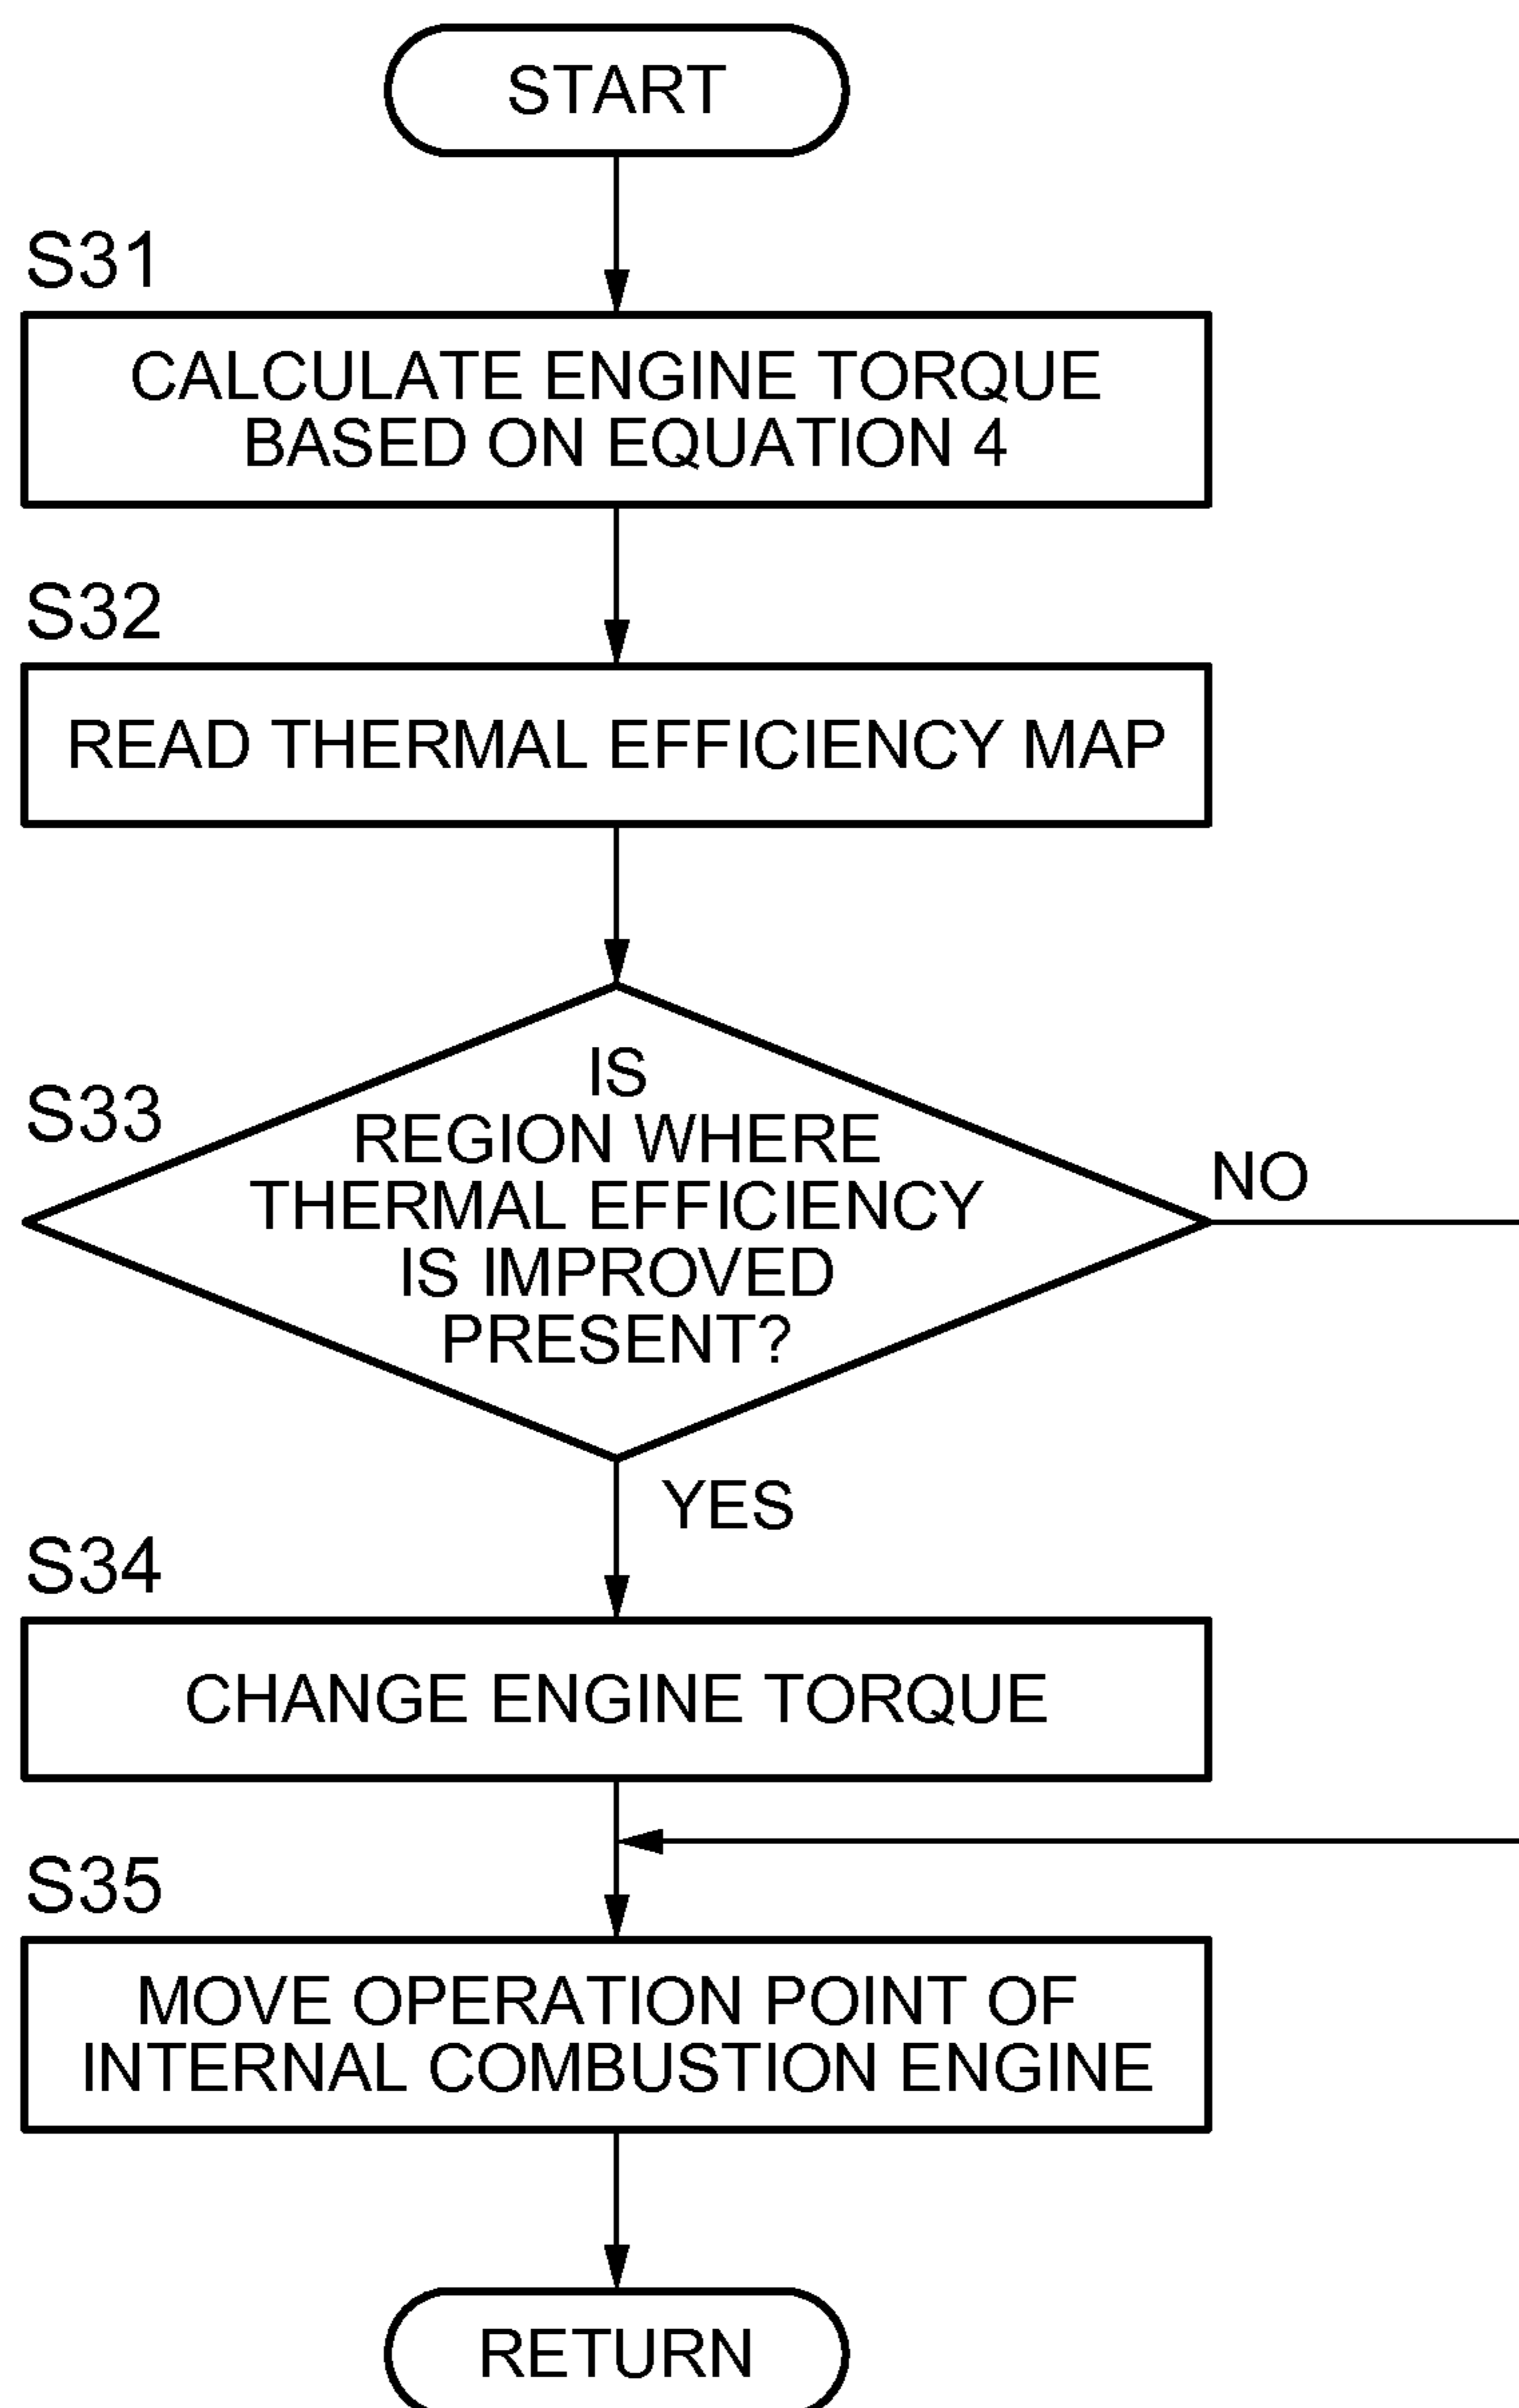 START
S31
CALCULATE ENGINE TORQUE
BASED ON EQUATION 4
S32
READ THERMAL EFFICIENCY MAP
S33
IS
REGION WHERE
THERMAL EFFICIENCY
IS IMPROVED
PRESENT?
NO
YES
S34
CHANGE ENGINE TORQUE
S35
MOVE OPERATION POINT OF
INTERNAL COMBUSTION ENGINE
RETURN